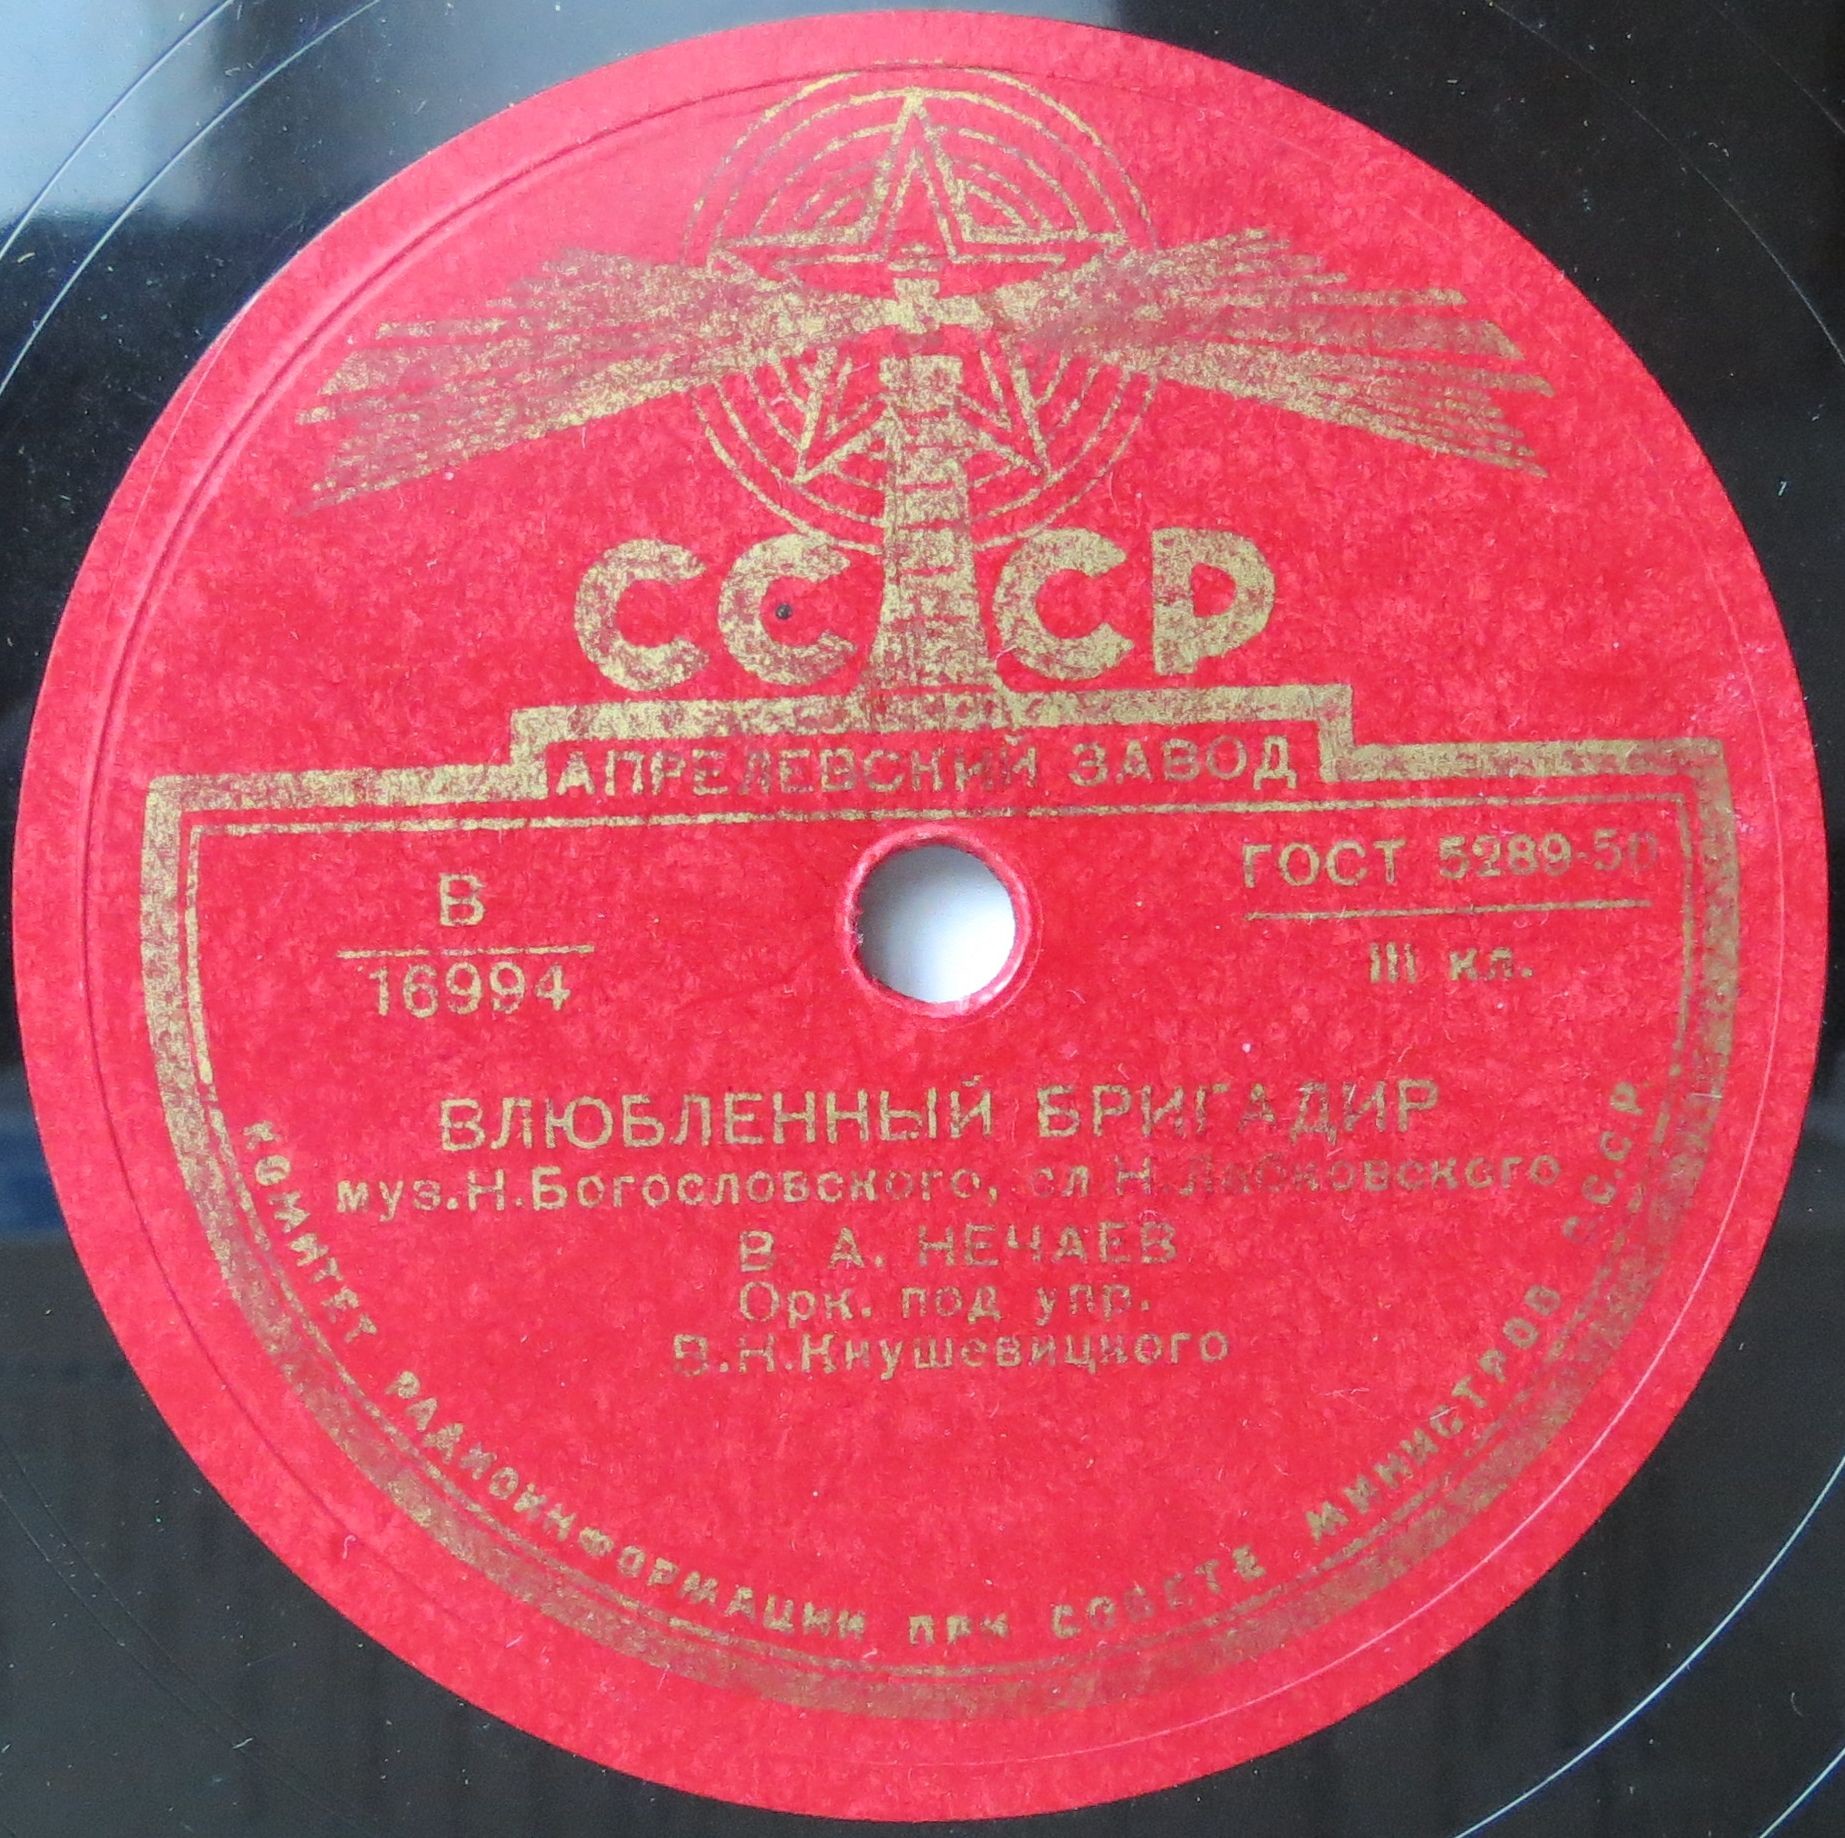 СССР
АПРЕЛЕВСКИЙ ЗАВОД
В
16994
ГОСТ 5289-50
III кл.
ВЛЮБЛЕННЫЙ БРИГАДИР
муз.Н.Богословского, сл.Н.Лабковского
В. А. НЕЧАЕВ
Орк. под упр.
В.Н.Кнушевицкого
КОМИТЕТ РАДИОИНФОРМАЦИИ ПРИ СОВЕТЕ МИНИСТРОВ С.С.С.Р.